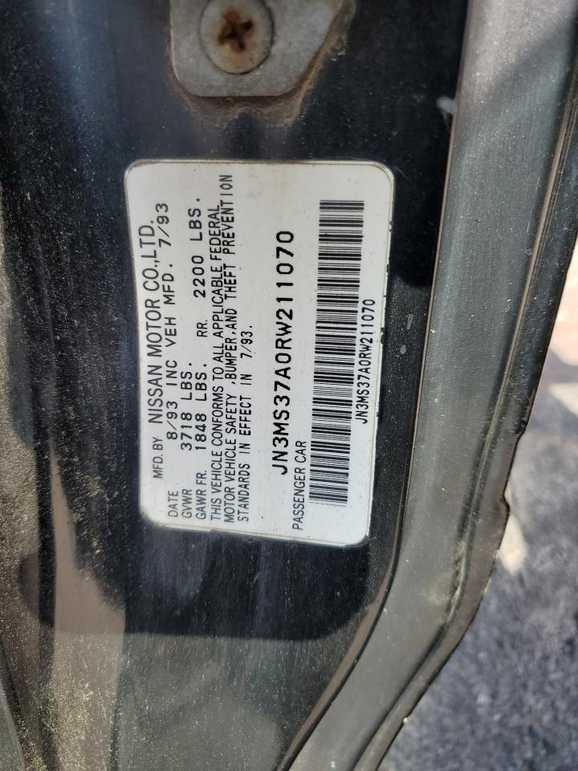 MFD. BY NISSAN MOTOR CO.,LTD.
DATE 8/93 INC VEH MFD. 7/93
GVWR 3718 LBS.
GAWR FR. 1848 LBS. RR. 2200 LBS.
THIS VEHICLE CONFORMS TO ALL APPLICABLE FEDERAL
MOTOR VEHICLE SAFETY ,BUMPER,AND THEFT PREVENTION
STANDARDS IN EFFECT IN 7/93.
JN3MS37A0RW211070
PASSENGER CAR
JN3MS37A0RW211070